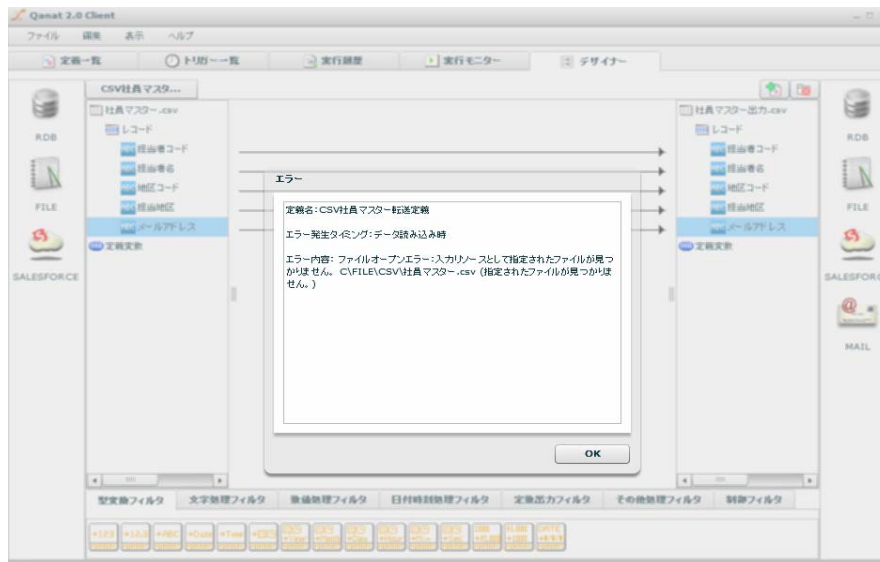 Qanat 2.0 Client
ファイル 編集 表示 ヘルプ
定義一覧 トリガー一覧 実行履歴 実行モニター デザイナー
CSV社員マスタ...
社員マスター.csv
レコード
担当者コード
担当者名
地区コード
担当地区
メールアドレス
定義変数
RDB
FILE
SALESFORCE
エラー
定義名:CSV社員マスター転送定義
エラー発生タイミング:データ読み込み時
エラー内容: ファイルオープンエラー:入力リソースとして指定されたファイルが見つ
かりません。 C\FILE\CSV\社員マスター.csv (指定されたファイルが見つかりま
せん。)
OK
社員マスター出力.csv
レコード
担当者コード
担当者名
地区コード
担当地区
メールアドレス
定義変数
RDB
FILE
SALESFOR
MAIL
型変換フィルタ 文字処理フィルタ 数値処理フィルタ 日付時刻処理フィルタ 定数出力フィルタ その他処理フィルタ 制御フィルタ
+123 +12.3 +ABC +Date +Time